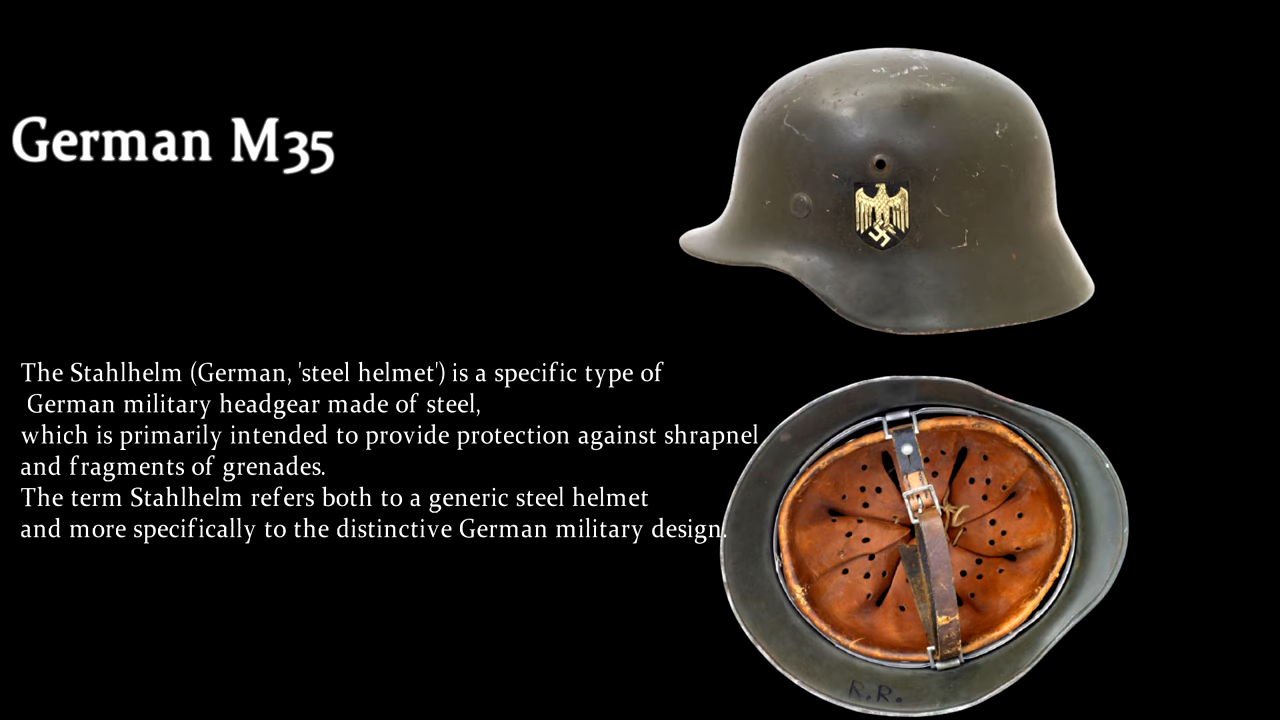 German M35
The Stahlhelm (German, 'steel helmet') is a specific type of
German military headgear made of steel,
which is primarily intended to provide protection against shrapnel
and fragments of grenades.
The term Stahlhelm refers both to a generic steel helmet
and more specifically to the distinctive German military design.
R.R.